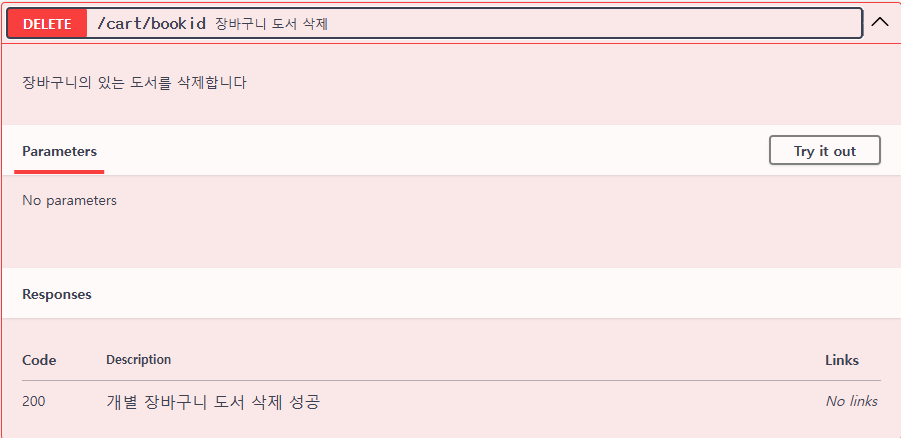 DELETE /cart/bookid 장바구니 도서 삭제
장바구니의 있는 도서를 삭제합니다
Parameters Try it out
No parameters
Responses
Code Description Links
200 개별 장바구니 도서 삭제 성공 No links